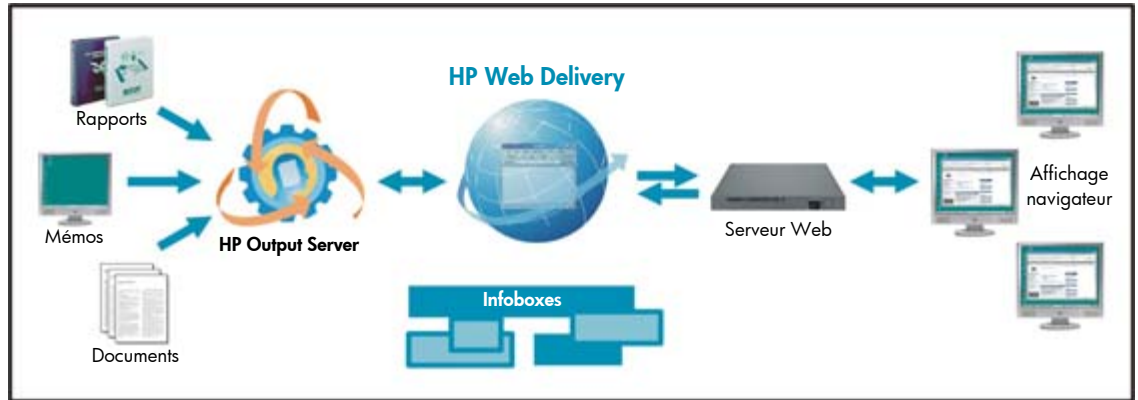 HP Web Delivery
Rapports
Mémos
Documents
HP Output Server
Infoboxes
Serveur Web
Affichage
navigateur